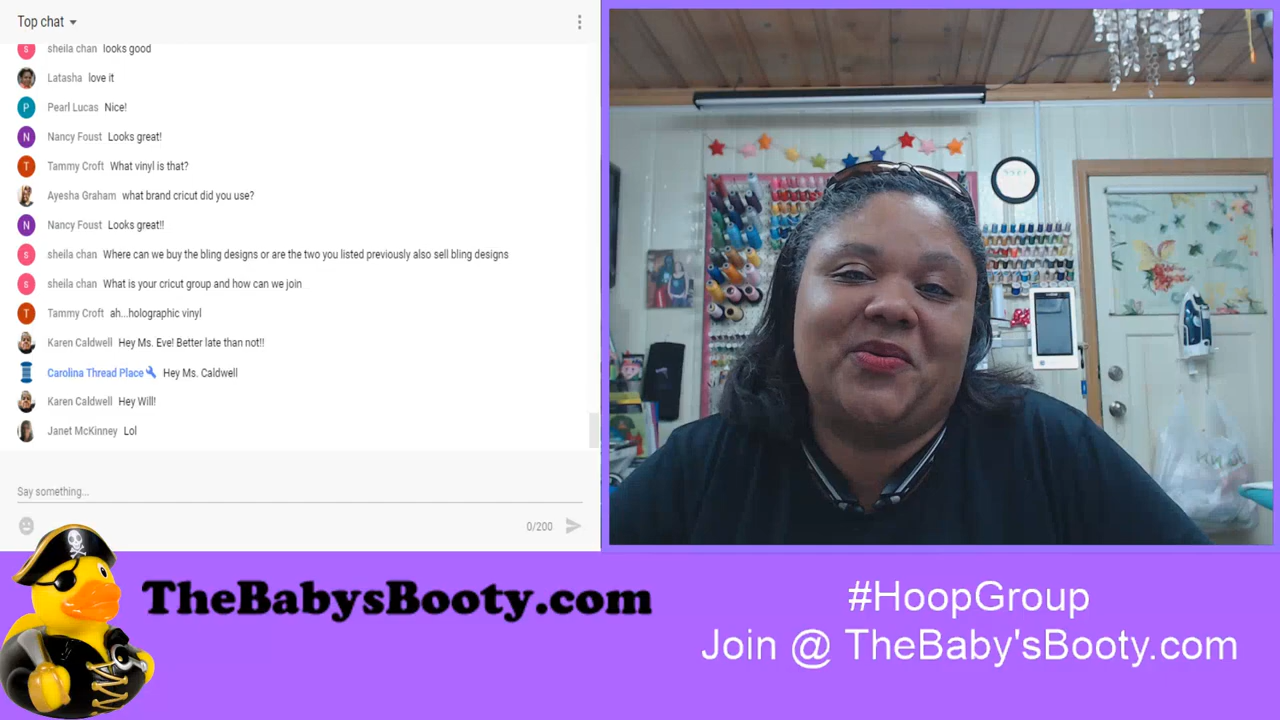 Top chat
S sheila chan looks good
Latasha love it
P Pearl Lucas Nice!
N Nancy Foust Looks great!
T Tammy Croft What vinyl is that?
Ayesha Graham what brand cricut did you use?
N Nancy Foust Looks great!!
S sheila chan Where can we buy the bling designs or are the two you listed previously also sell bling designs
S sheila chan What is your cricut group and how can we join
T Tammy Croft ah...holographic vinyl
Karen Caldwell Hey Ms. Eve! Better late than not!!
Carolina Thread Place Hey Ms. Caldwell
Karen Caldwell Hey Will!
Janet McKinney Lol
Say something...
0/200
TheBabysBooty.com
#HoopGroup
Join @ TheBaby'sBooty.com